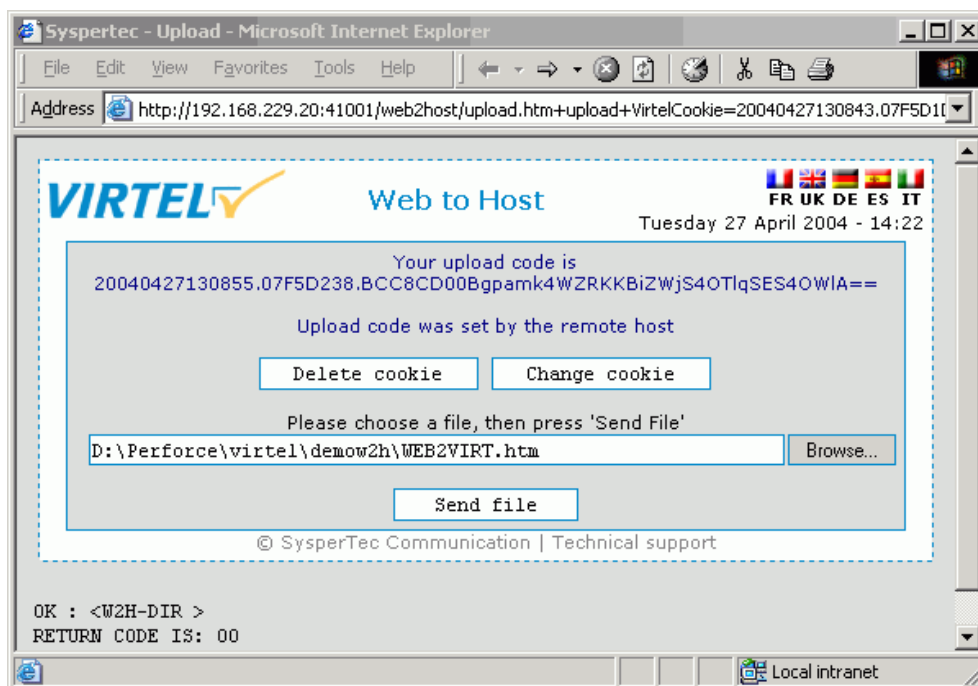 Syspertec - Upload - Microsoft Internet Explorer
File Edit View Favorites Tools Help
Address http://192.168.229.20:41001/web2host/upload.htm+upload+VirtelCookie=20040427130843.07F5D1
VIRTEL
Web to Host
FR UK DE ES IT
Tuesday 27 April 2004 - 14:22
Your upload code is
20040427130855.07F5D238.BCC8CD00Bgpamk4WZRKKBiZWjS4OTlqSES4OWlA==
Upload code was set by the remote host
Delete cookie Change cookie
Please choose a file, then press 'Send File'
D:\Perforce\virtel\demow2h\WEB2VIRT.htm Browse...
Send file
© SysperTec Communication | Technical support
OK : <W2H-DIR >
RETURN CODE IS: 00
Local intranet